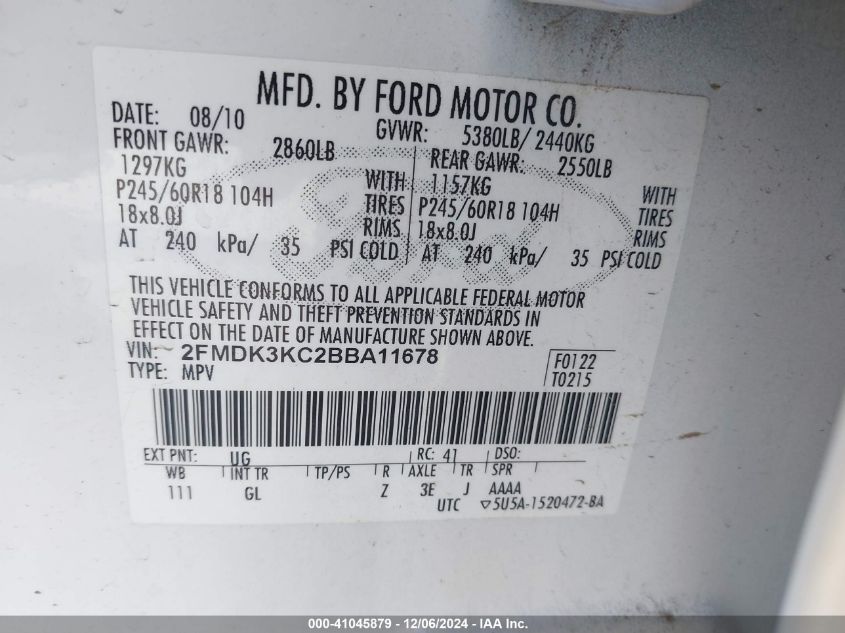 MFD. BY FORD MOTOR CO.
DATE: 08/10 GVWR: 5380LB/ 2440KG
FRONT GAWR: 2860LB REAR GAWR: 2550LB
1297KG WITH 1157KG WITH
P245/60R18 104H TIRES P245/60R18 104H TIRES
18x8.0J RIMS 18x8.0J RIMS
AT 240 kPa/ 35 PSI COLD AT 240 kPa/ 35 PSI COLD
THIS VEHICLE CONFORMS TO ALL APPLICABLE FEDERAL MOTOR
VEHICLE SAFETY AND THEFT PREVENTION STANDARDS IN
EFFECT ON THE DATE OF MANUFACTURE SHOWN ABOVE.
VIN: 2FMDK3KC2BBA11678 F0122
TYPE: MPV T0215
EXT PNT: UG RC: 41 DSO:
WB INT TR TP/PS R AXLE TR SPR
111 GL Z 3E J AAAA
UTC ▽5U5A-1520472-BA
000-41045879 - 12/06/2024 - IAA Inc.